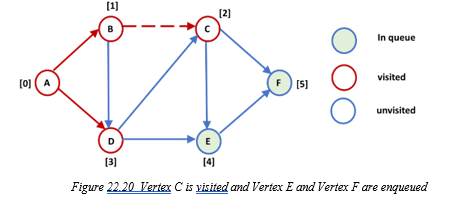 [1]
[2]
B
C
In queue
[0]
A
visited
F
[5]
unvisited
D
E
[3]
[4]
Figure 22.20 Vertex C is visited and Vertex E and Vertex F are enqueued